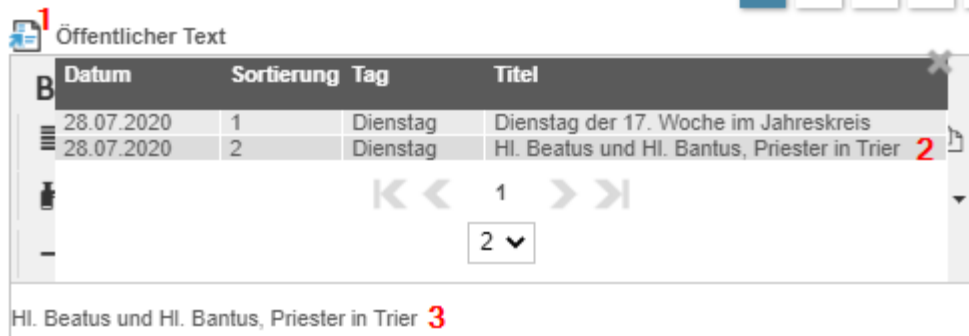 1
Öffentlicher Text
B
Datum Sortierung Tag Titel
28.07.2020 1 Dienstag Dienstag der 17. Woche im Jahreskreis
28.07.2020 2 Dienstag Hl. Beatus und Hl. Bantus, Priester in Trier 2
1
2
Hl. Beatus und Hl. Bantus, Priester in Trier 3